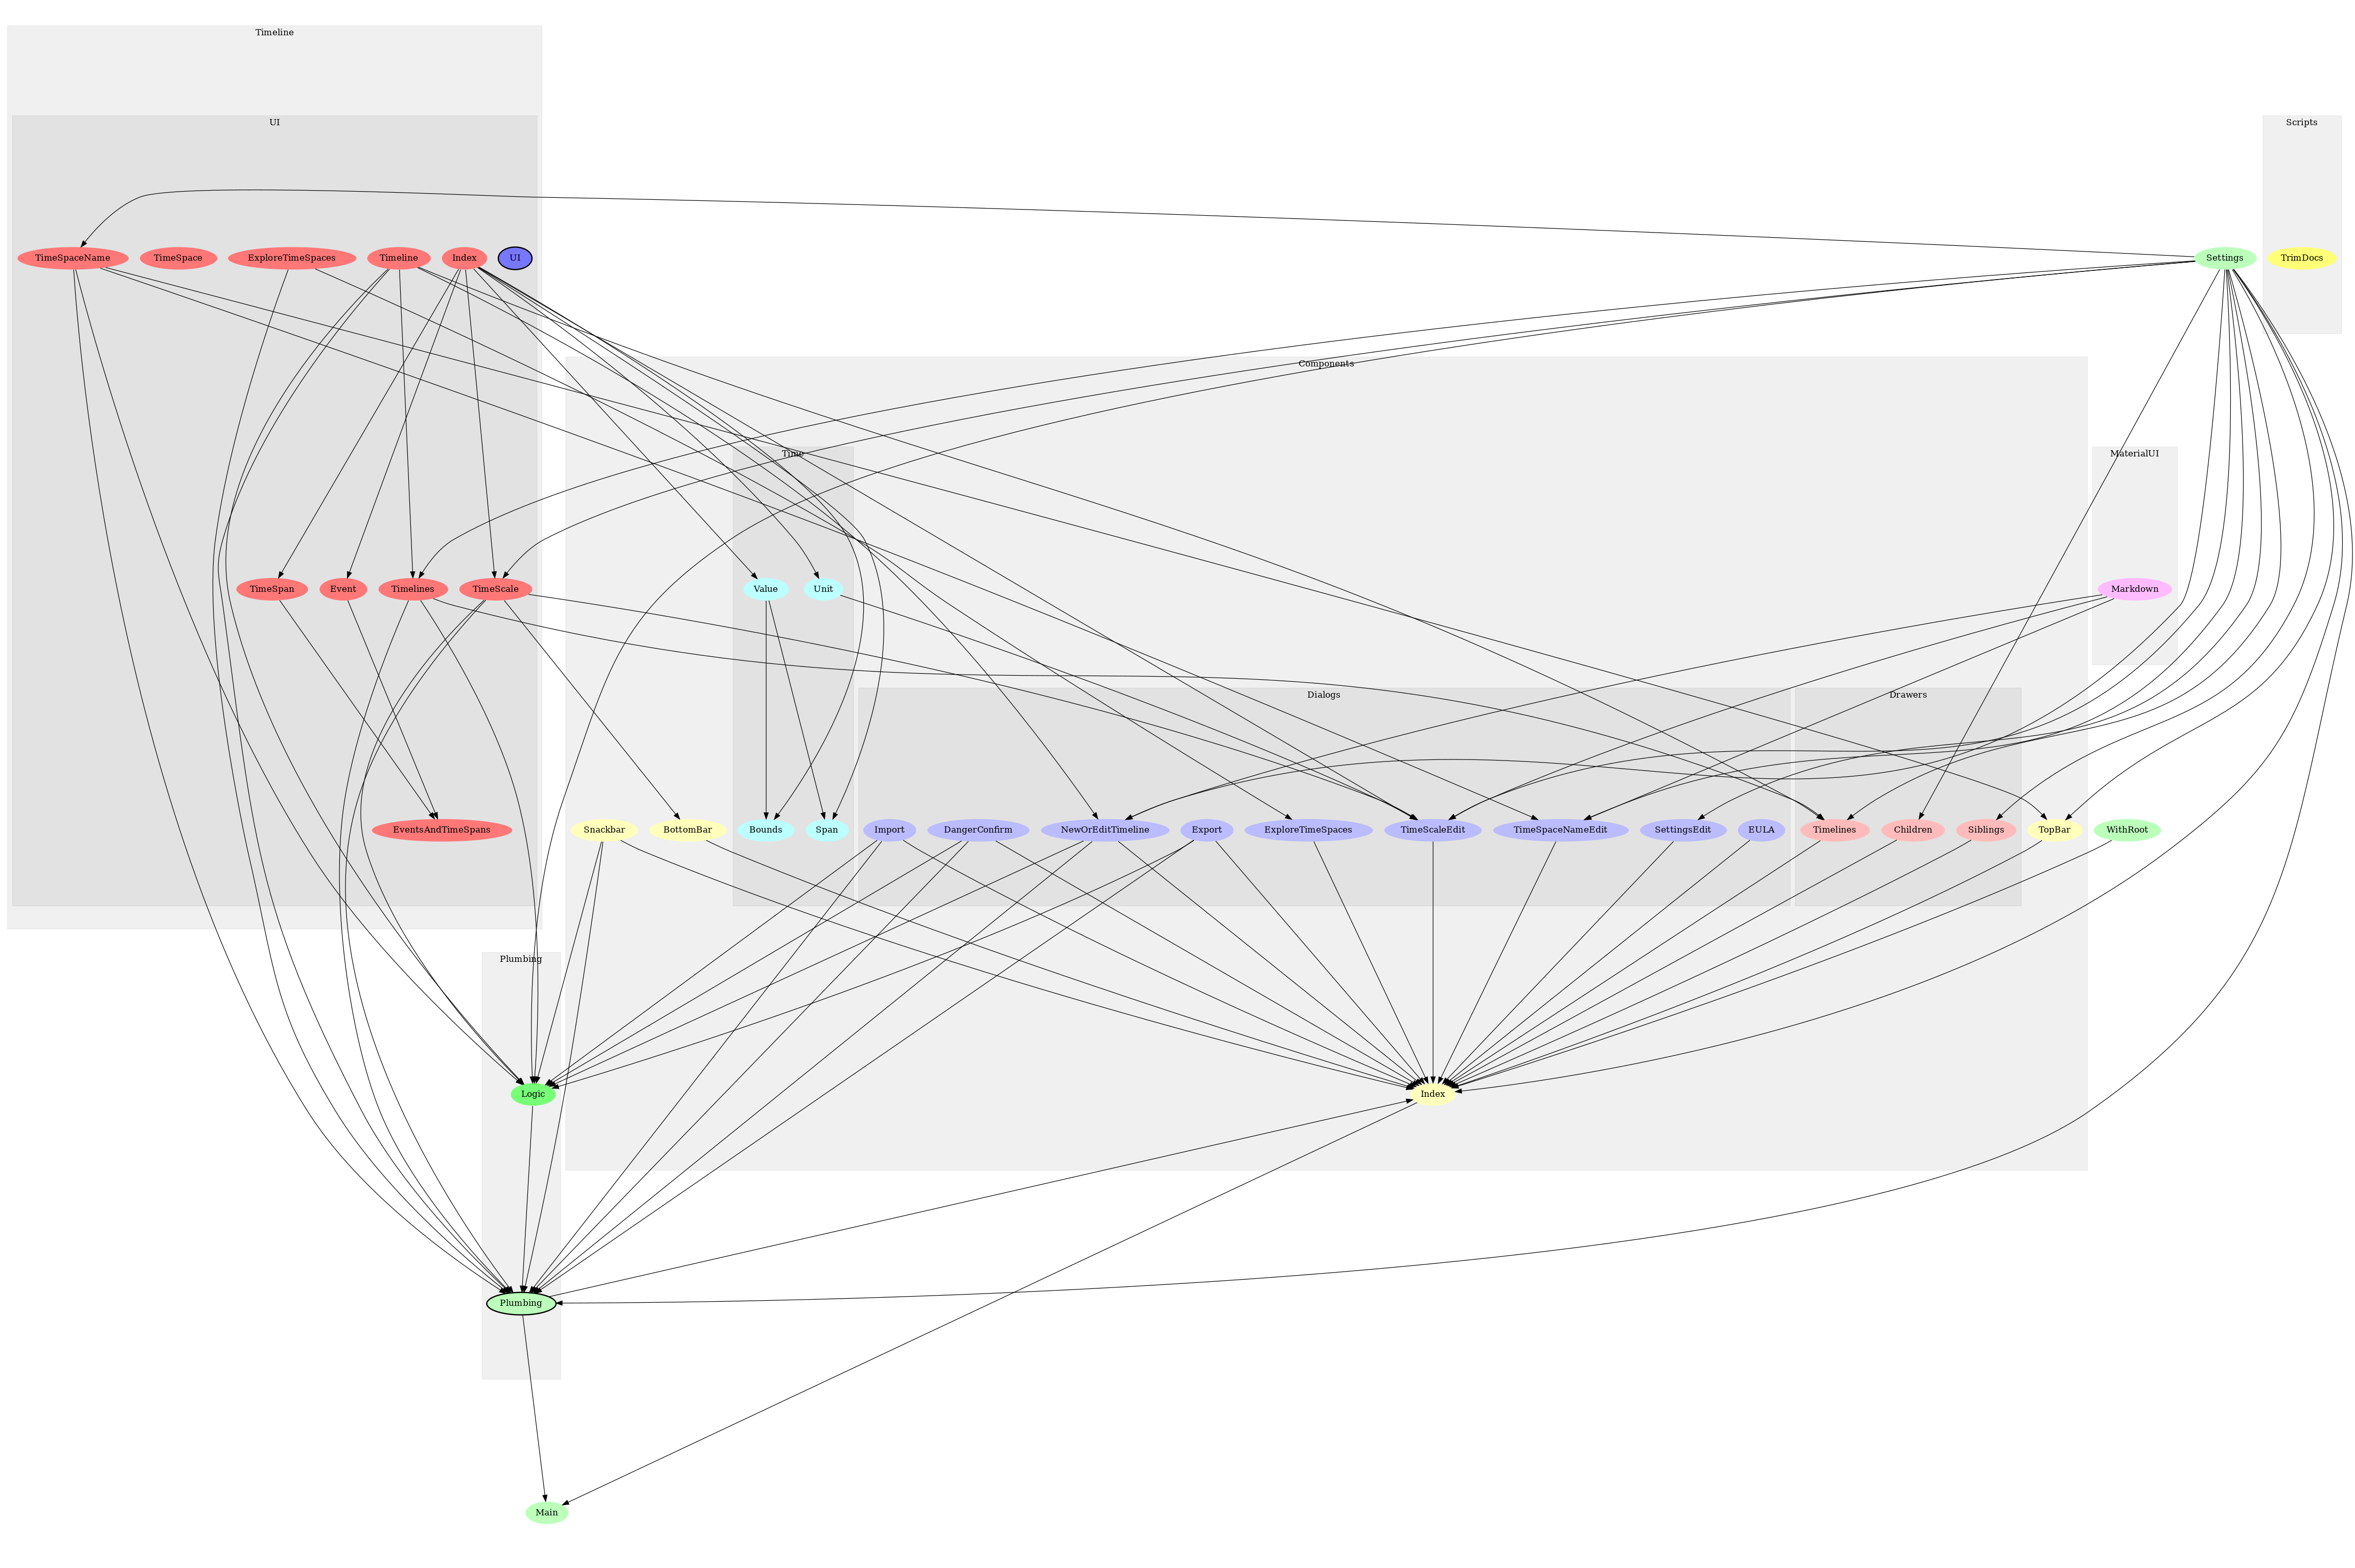 Timeline
UI
Scripts
TimeSpaceName
TimeSpace
ExploreTimeSpaces
Timeline
Index
UI
Settings
TrimDocs
Components
Time
MaterialUI
TimeSpan
Event
Timelines
TimeScale
Value
Unit
Markdown
Dialogs
Drawers
EventsAndTimeSpans
Snackbar
BottomBar
Bounds
Span
Import
DangerConfirm
NewOrEditTimeline
Export
ExploreTimeSpaces
TimeScaleEdit
TimeSpaceNameEdit
SettingsEdit
EULA
Timelines
Children
Siblings
TopBar
WithRoot
Plumbing
Logic
Index
Plumbing
Main